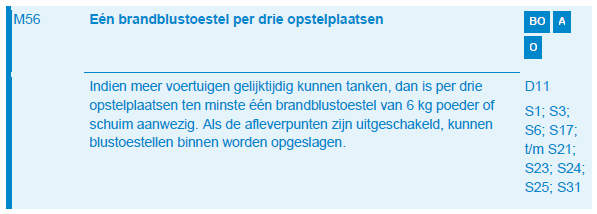 M56 Eén brandblustoestel per drie opstelplaatsen BO A
O
Indien meer voertuigen gelijktijdig kunnen tanken, dan is per drie D11
opstelplaatsen ten minste één brandblustoestel van 6 kg poeder of S1; S3;
schuim aanwezig. Als de afleverpunten zijn uitgeschakeld, kunnen S6; S17;
blustoestellen binnen worden opgeslagen. t/m S21;
S23; S24;
S25; S31